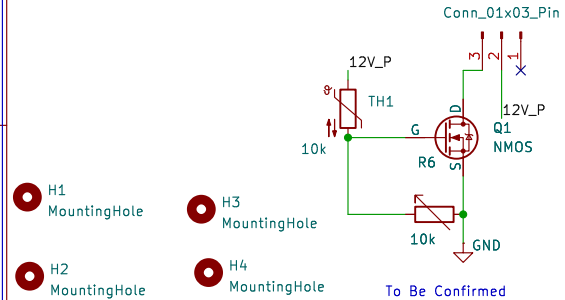 Conn_01x03_Pin
3
2
1
12V_P
ϑ
TH1
10k
12V_P
D
G
S
Q1
NMOS
R6
10k
GND
H1
MountingHole
H3
MountingHole
H2
MountingHole
H4
MountingHole
To Be Confirmed